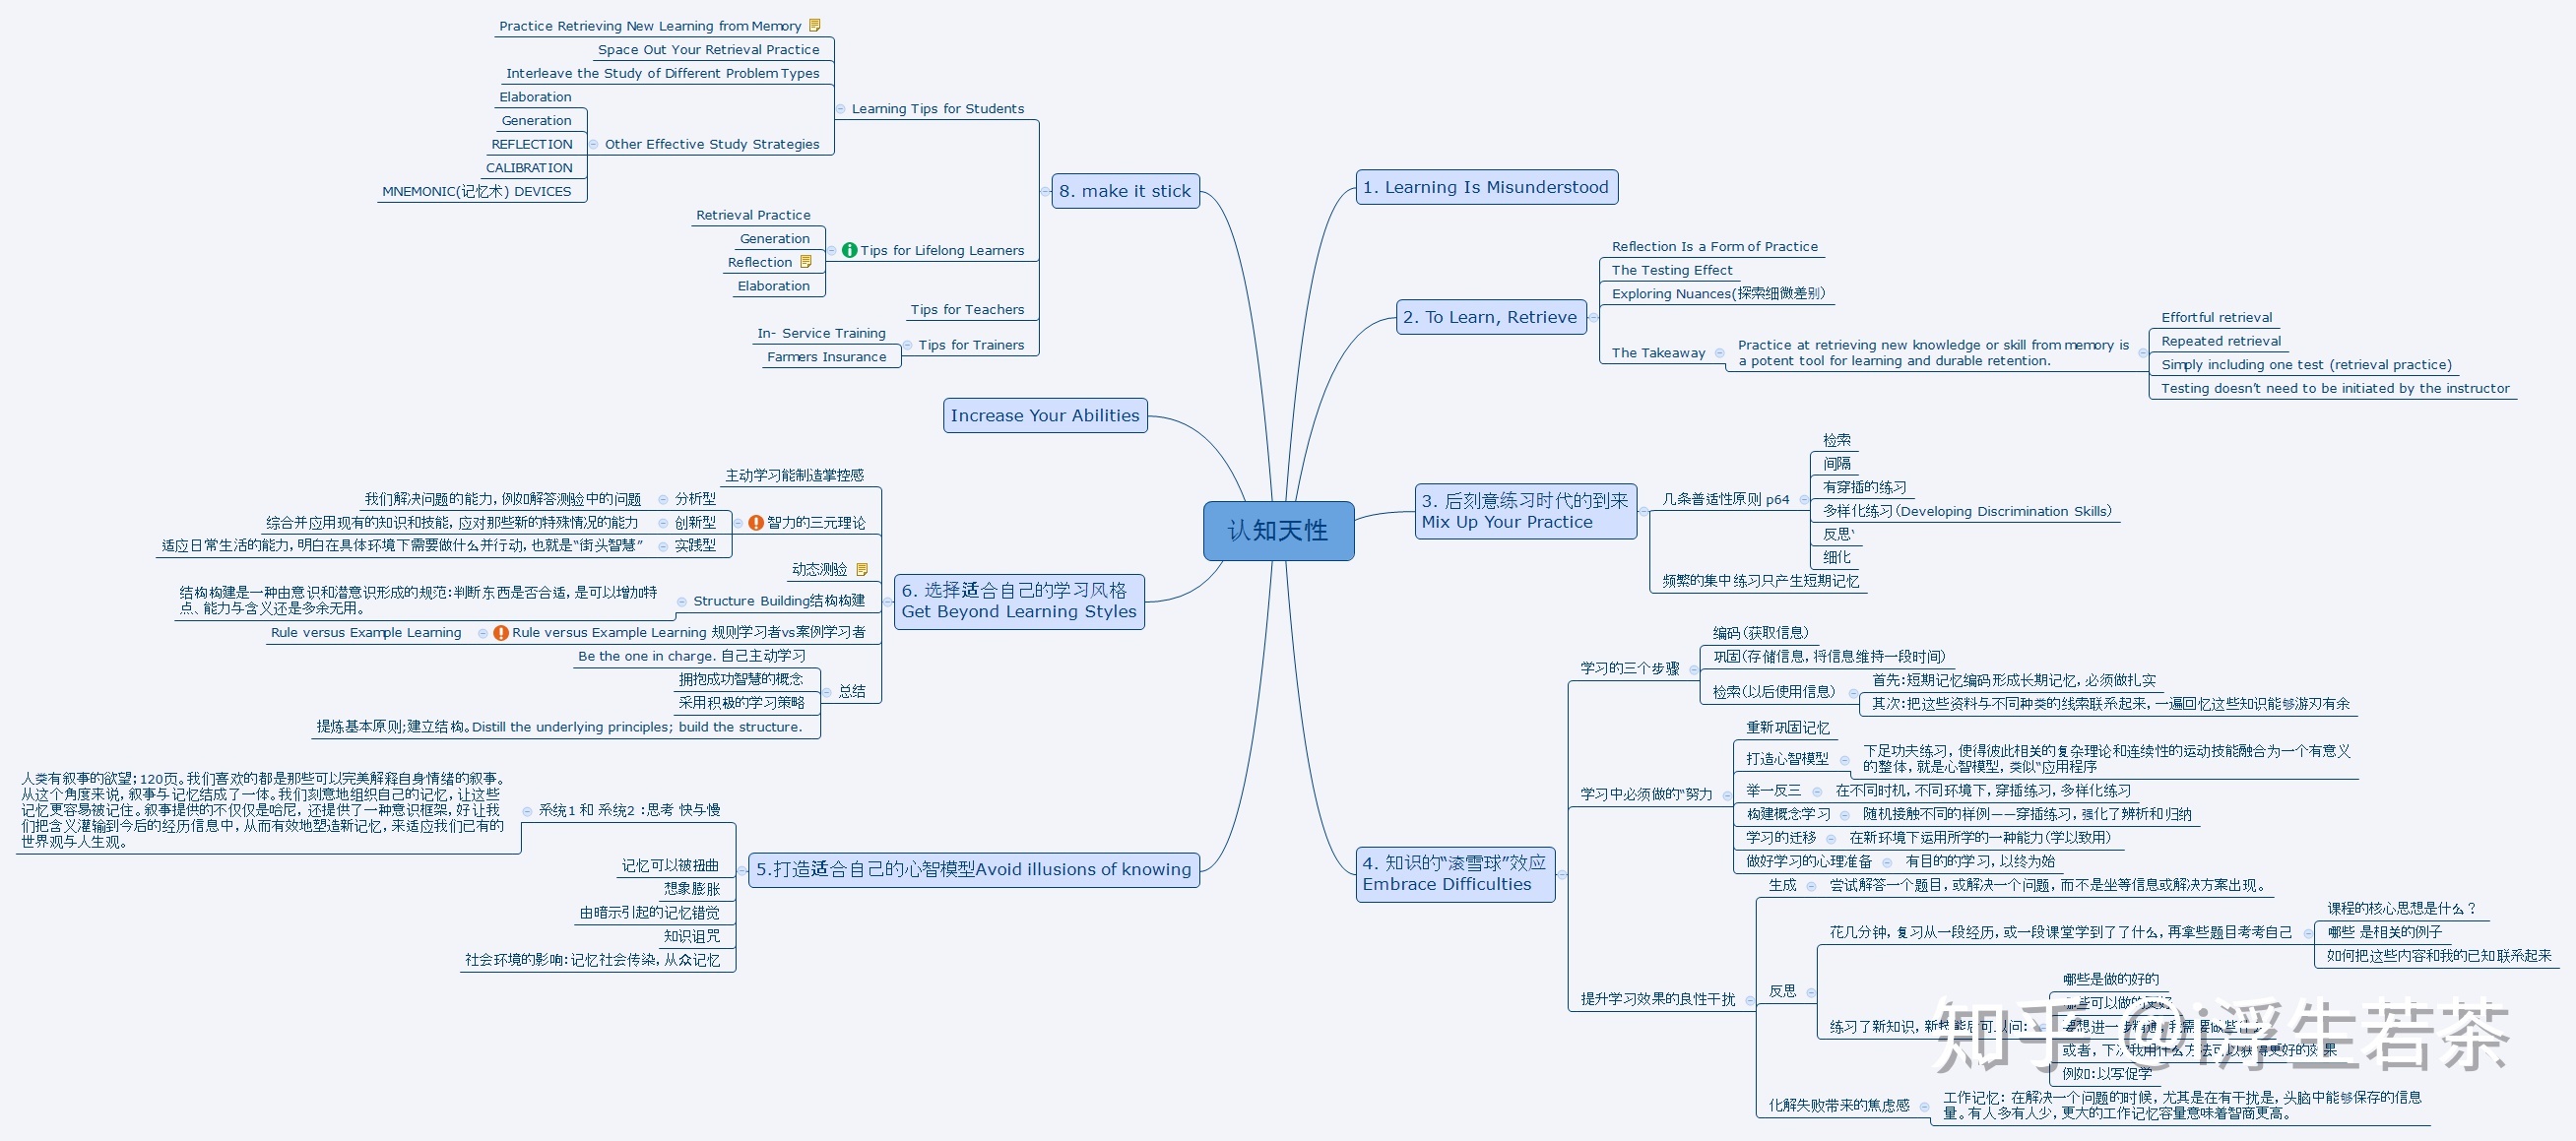 认知天性
1. Learning Is Misunderstood
2. To Learn, Retrieve
Reflection Is a Form of Practice
The Testing Effect
Exploring Nuances(探索细微差别)
The Takeaway
Practice at retrieving new knowledge or skill from memory is
a potent tool for learning and durable retention.
Effortful retrieval
Repeated retrieval
Simply including one test (retrieval practice)
Testing doesn't need to be initiated by the instructor
3. 后刻意练习时代的到来
Mix Up Your Practice
几条普适性原则 p64
检索
间隔
有穿插的练习
多样化练习(Developing Discrimination Skills)
反思'
细化
频繁的集中练习只产生短期记忆
4. 知识的“滚雪球”效应
Embrace Difficulties
学习的三个步骤
编码(获取信息)
巩固(存储信息, 将信息维持一段时间)
检索(以后使用信息)
首先:短期记忆编码形成长期记忆, 必须做扎实
其次:把这些资料与不同种类的线索联系起来, 一遍回忆这些知识能够游刃有余
学习中必须做的“努力
重新巩固记忆
打造心智模型
下足功夫练习, 使得彼此相关的复杂理论和连续性的运动技能融合为一个有意义
的整体, 就是心智模型, 类似“应用程序
举一反三
在不同时机, 不同环境下, 穿插练习, 多样化练习
构建概念学习
随机接触不同的样例——穿插练习, 强化了辨析和归纳
学习的迁移
在新环境下运用所学的一种能力(学以致用)
做好学习的心理准备
有目的的学习, 以终为始
提升学习效果的良性干扰
生成
尝试解答一个题目, 或解决一个问题, 而不是坐等信息或解决方案出现。
反思
花几分钟, 复习从一段经历, 或一段课堂学到了了什么, 再拿些题目考考自己
课程的核心思想是什么？
哪些 是相关的例子
如何把这些内容和我的已知联系起来
练习了新知识, 新技能后可以问:
哪些是做的好的
哪些可以做的更好
要想进一步精通, 我需要做些什么
或者, 下次我用什么方法可以获得更好的效果
例如:以写促学
化解失败带来的焦虑感
工作记忆: 在解决一个问题的时候, 尤其是在有干扰是, 头脑中能够保存的信息
量。有人多有人少, 更大的工作记忆容量意味着智商更高。
5.打造适合自己的心智模型Avoid illusions of knowing
系统1 和 系统2 : 思考 快与慢
人类有叙事的欲望; 120页。我们喜欢的都是那些可以完美解释自身情绪的叙事。
从这个角度来说, 叙事与记忆结成了一体。我们刻意地组织自己的记忆, 让这些
记忆更容易被记住。叙事提供的不仅仅是哈尼, 还提供了一种意识框架, 好让我
们把含义灌输到今后的经历信息中, 从而有效地塑造新记忆, 来适应我们已有的
世界观与人生观。
记忆可以被扭曲
想象膨胀
由暗示引起的记忆错觉
知识诅咒
社会环境的影响: 记忆社会传染, 从众记忆
6. 选择适合自己的学习风格
Get Beyond Learning Styles
主动学习能制造掌控感
智力的三元理论
分析型
我们解决问题的能力, 例如解答测验中的问题
创新型
综合并应用现有的知识和技能, 应对那些新的特殊情况的能力
实践型
适应日常生活的能力, 明白在具体环境下需要做什么并行动, 也就是“街头智慧”
动态测验
Structure Building结构构建
结构构建是一种由意识和潜意识形成的规范: 判断东西是否合适, 是可以增加特
点、能力与含义还是多余无用。
Rule versus Example Learning 规则学习者vs案例学习者
Rule versus Example Learning
总结
Be the one in charge. 自己主动学习
拥抱成功智慧的概念
采用积极的学习策略
提炼基本原则;建立结构。Distill the underlying principles; build the structure.
Increase Your Abilities
8. make it stick
Learning Tips for Students
Practice Retrieving New Learning from Memory
Space Out Your Retrieval Practice
Interleave the Study of Different Problem Types
Other Effective Study Strategies
Elaboration
Generation
REFLECTION
CALIBRATION
MNEMONIC(记忆术) DEVICES
Tips for Lifelong Learners
Retrieval Practice
Generation
Reflection
Elaboration
Tips for Teachers
Tips for Trainers
In- Service Training
Farmers Insurance
知乎 @i浮生若茶